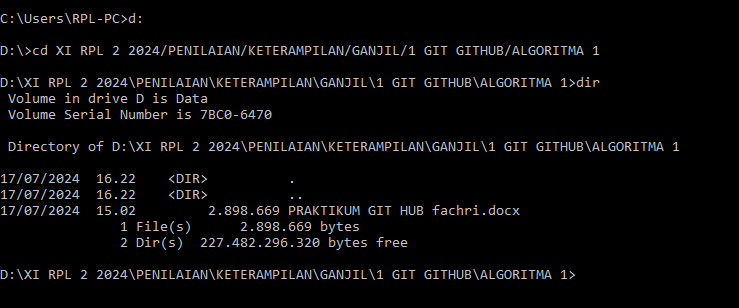 C:\Users\RPL-PC>d:
D:\>cd XI RPL 2 2024/PENILAIAN/KETERAMPILAN/GANJIL/1 GIT GITHUB/ALGORITMA 1
D:\XI RPL 2 2024\PENILAIAN\KETERAMPILAN\GANJIL\1 GIT GITHUB\ALGORITMA 1>dir
Volume in drive D is Data
Volume Serial Number is 7BC0-6470
Directory of D:\XI RPL 2 2024\PENILAIAN\KETERAMPILAN\GANJIL\1 GIT GITHUB\ALGORITMA 1
17/07/2024  16.22    <DIR>          .
17/07/2024  16.22    <DIR>          ..
17/07/2024  15.02         2.898.669 PRAKTIKUM GIT HUB fachri.docx
1 File(s)      2.898.669 bytes
2 Dir(s)  227.482.296.320 bytes free
D:\XI RPL 2 2024\PENILAIAN\KETERAMPILAN\GANJIL\1 GIT GITHUB\ALGORITMA 1>